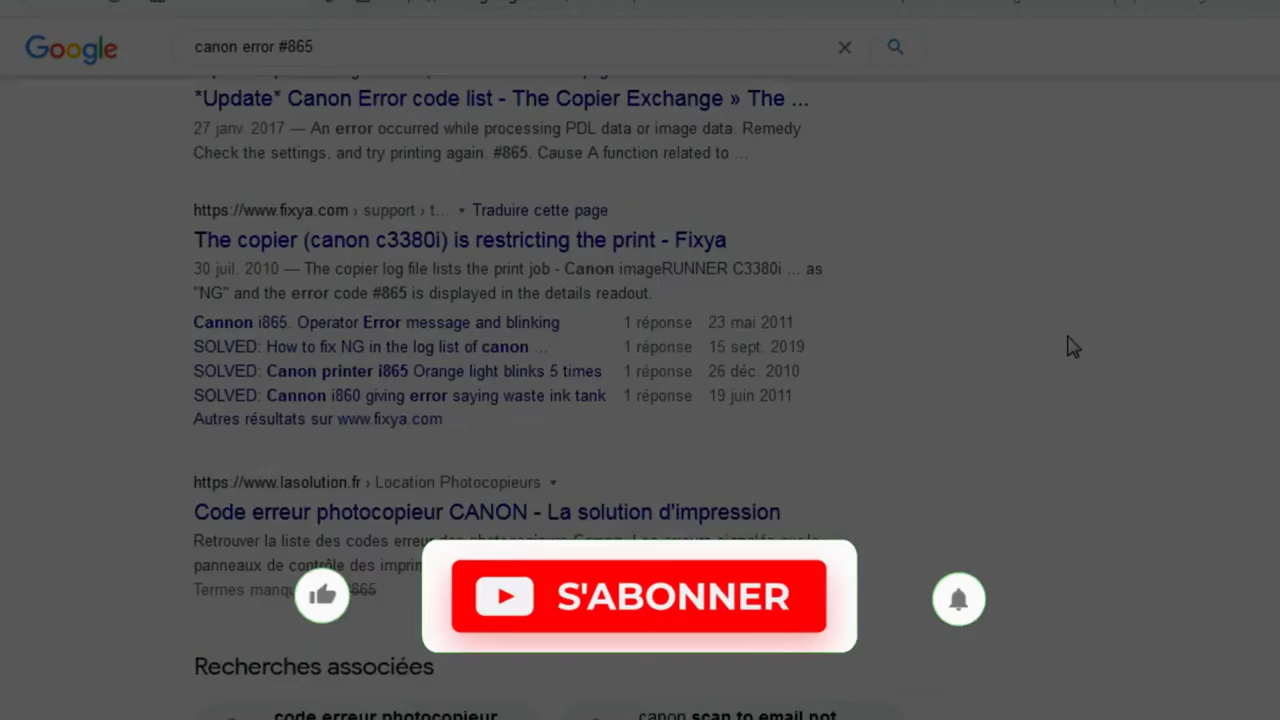 Google
canon error #865
*Update* Canon Error code list - The Copier Exchange » The ...
27 janv. 2017 — An error occurred while processing PDL data or image data. Remedy
Check the settings, and try printing again. #865. Cause A function related to ...
https://www.fixya.com › support › t... Traduire cette page
The copier (canon c3380i) is restricting the print - Fixya
30 juil. 2010 — The copier log file lists the print job - Canon imageRUNNER C3380i ... as
"NG" and the error code #865 is displayed in the details readout.
Cannon i865. Operator Error message and blinking 1 réponse 23 mai 2011
SOLVED: How to fix NG in the log list of canon ... 1 réponse 15 sept. 2019
SOLVED: Canon printer i865 Orange light blinks 5 times 1 réponse 26 déc. 2010
SOLVED: Cannon i860 giving error saying waste ink tank 1 réponse 19 juin 2011
Autres résultats sur www.fixya.com
https://www.lasolution.fr › Location Photocopieurs
Code erreur photocopieur CANON - La solution d'impression
Retrouver la liste des codes
panneaux de contrôle des
Termes 865
S'ABONNER
Recherches associées
code erreur photocopieur canon scan to email not